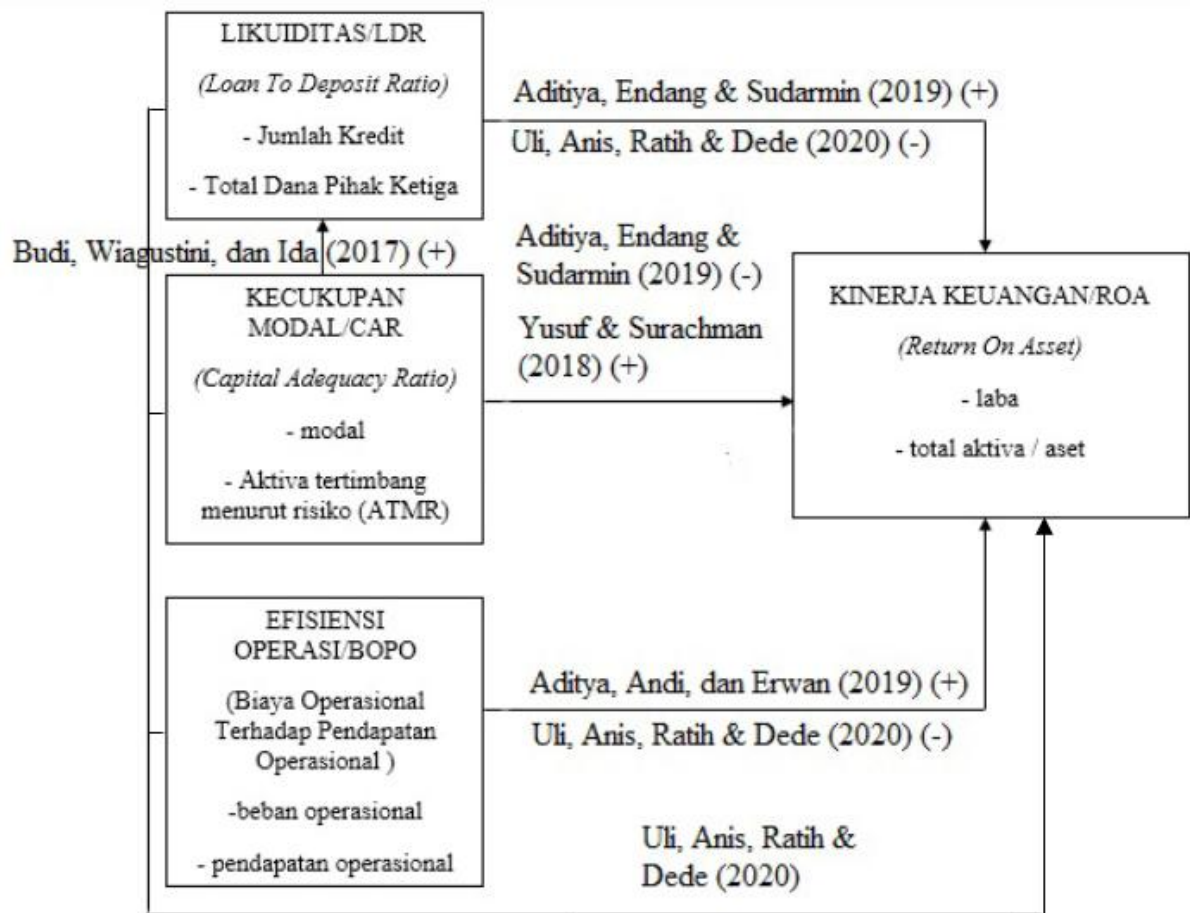 LIKUIDITAS/LDR
(Loan To Deposit Ratio)
- Jumlah Kredit
- Total Dana Pihak Ketiga
Aditiya, Endang & Sudarmin (2019) (+)
Uli, Anis, Ratih & Dede (2020) (-)
Budi, Wiagustini, dan Ida (2017) (+)
KECUKUPAN
MODAL/CAR
(Capital Adequacy Ratio)
- modal
- Aktiva tertimbang
menurut risiko (ATMR)
Aditiya, Endang &
Sudarmin (2019) (-)
Yusuf & Surachman
(2018) (+)
KINERJA KEUANGAN/ROA
(Return On Asset)
- laba
- total aktiva / aset
EFISIENSI
OPERASI/BOPO
(Biaya Operasional
Terhadap Pendapatan
Operasional )
-beban operasional
- pendapatan operasional
Aditya, Andi, dan Erwan (2019) (+)
Uli, Anis, Ratih & Dede (2020) (-)
Uli, Anis, Ratih &
Dede (2020)